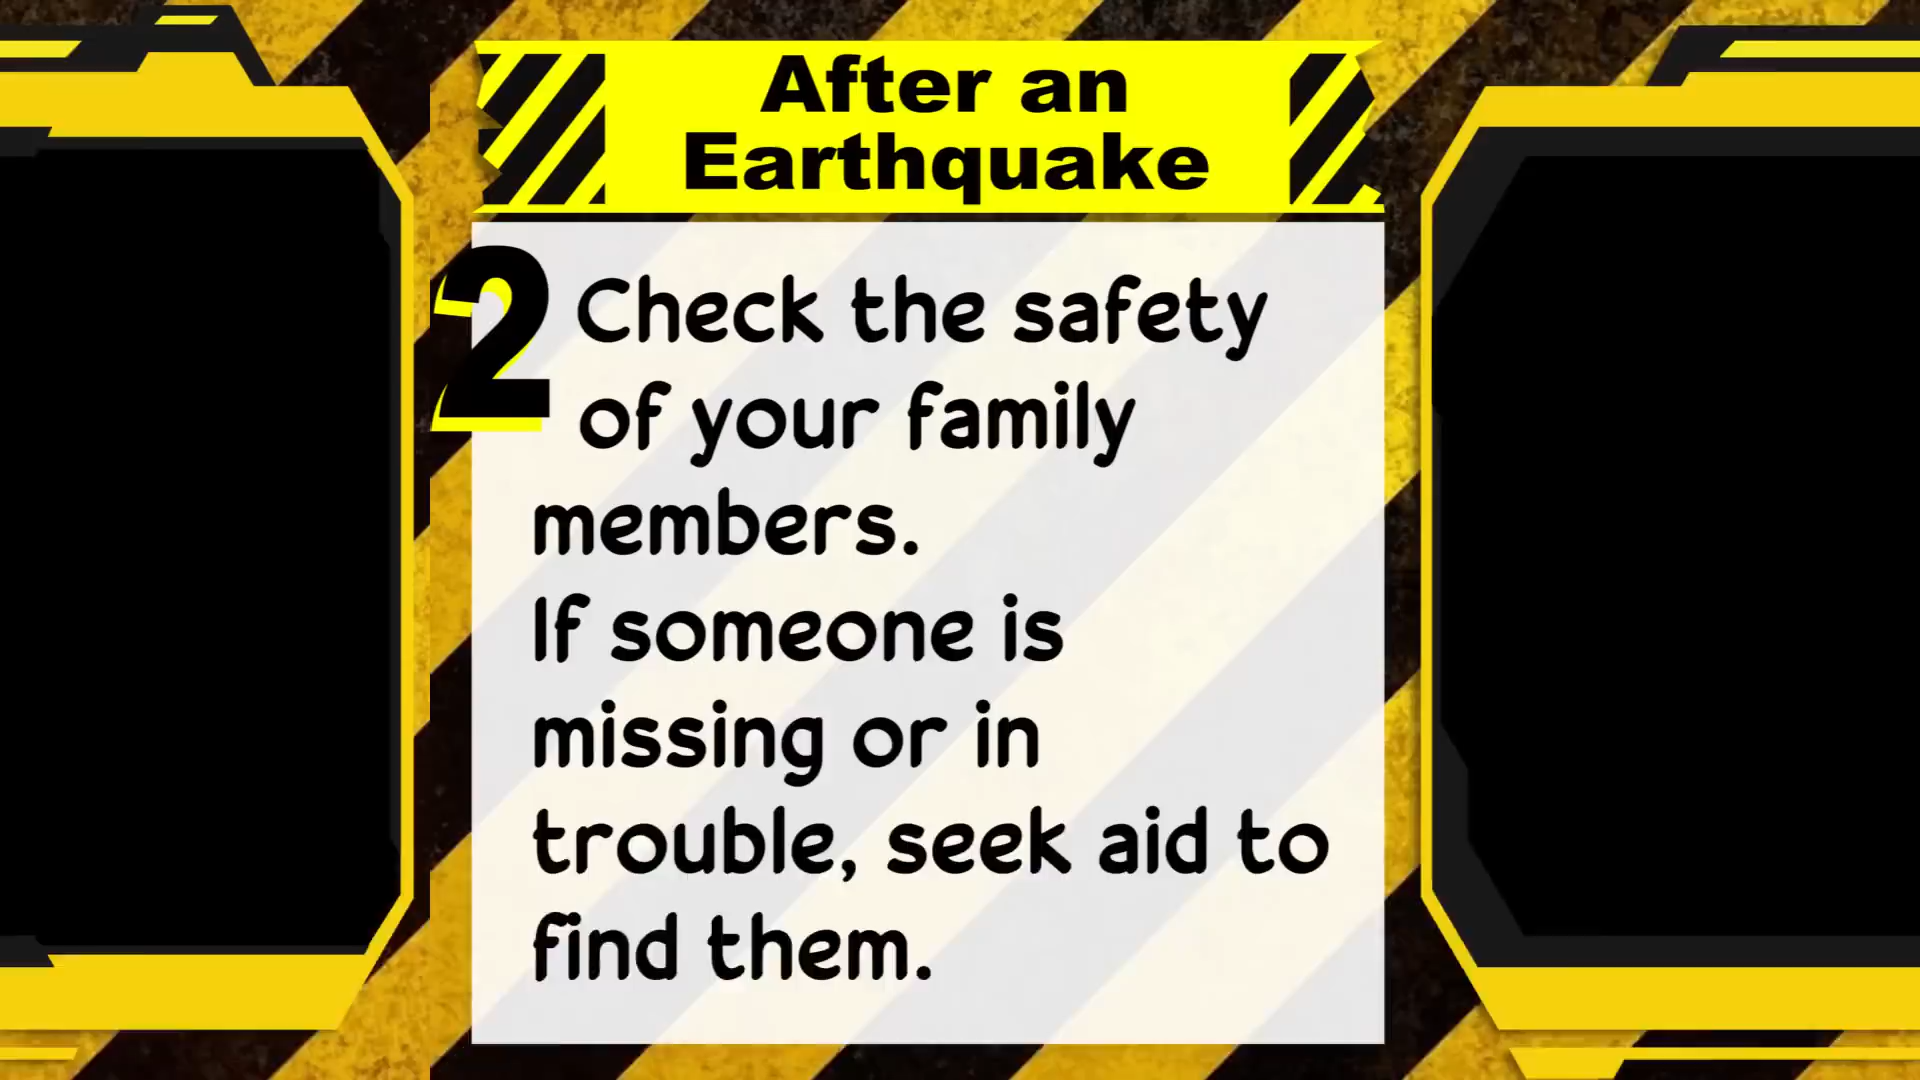 After an
Earthquake
2 Check the safety
of your family
members.
If someone is
missing or in
trouble, seek aid to
find them.